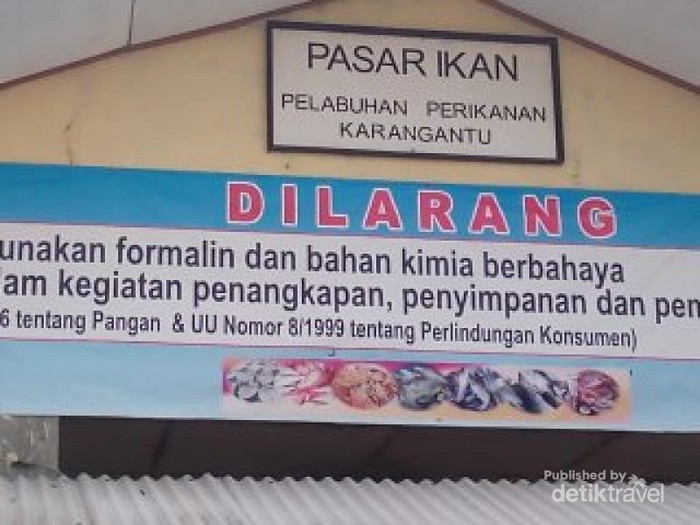 PASAR IKAN
PELABUHAN PERIKANAN
KARANGANTU
DILARANG
unakan formalin dan bahan kimia berbahaya
am kegiatan penangkapan, penyimpanan dan pem
6 tentang Pangan & UU Nomor 8/1999 tentang Perlindungan Konsumen)
Published by
detiktravel